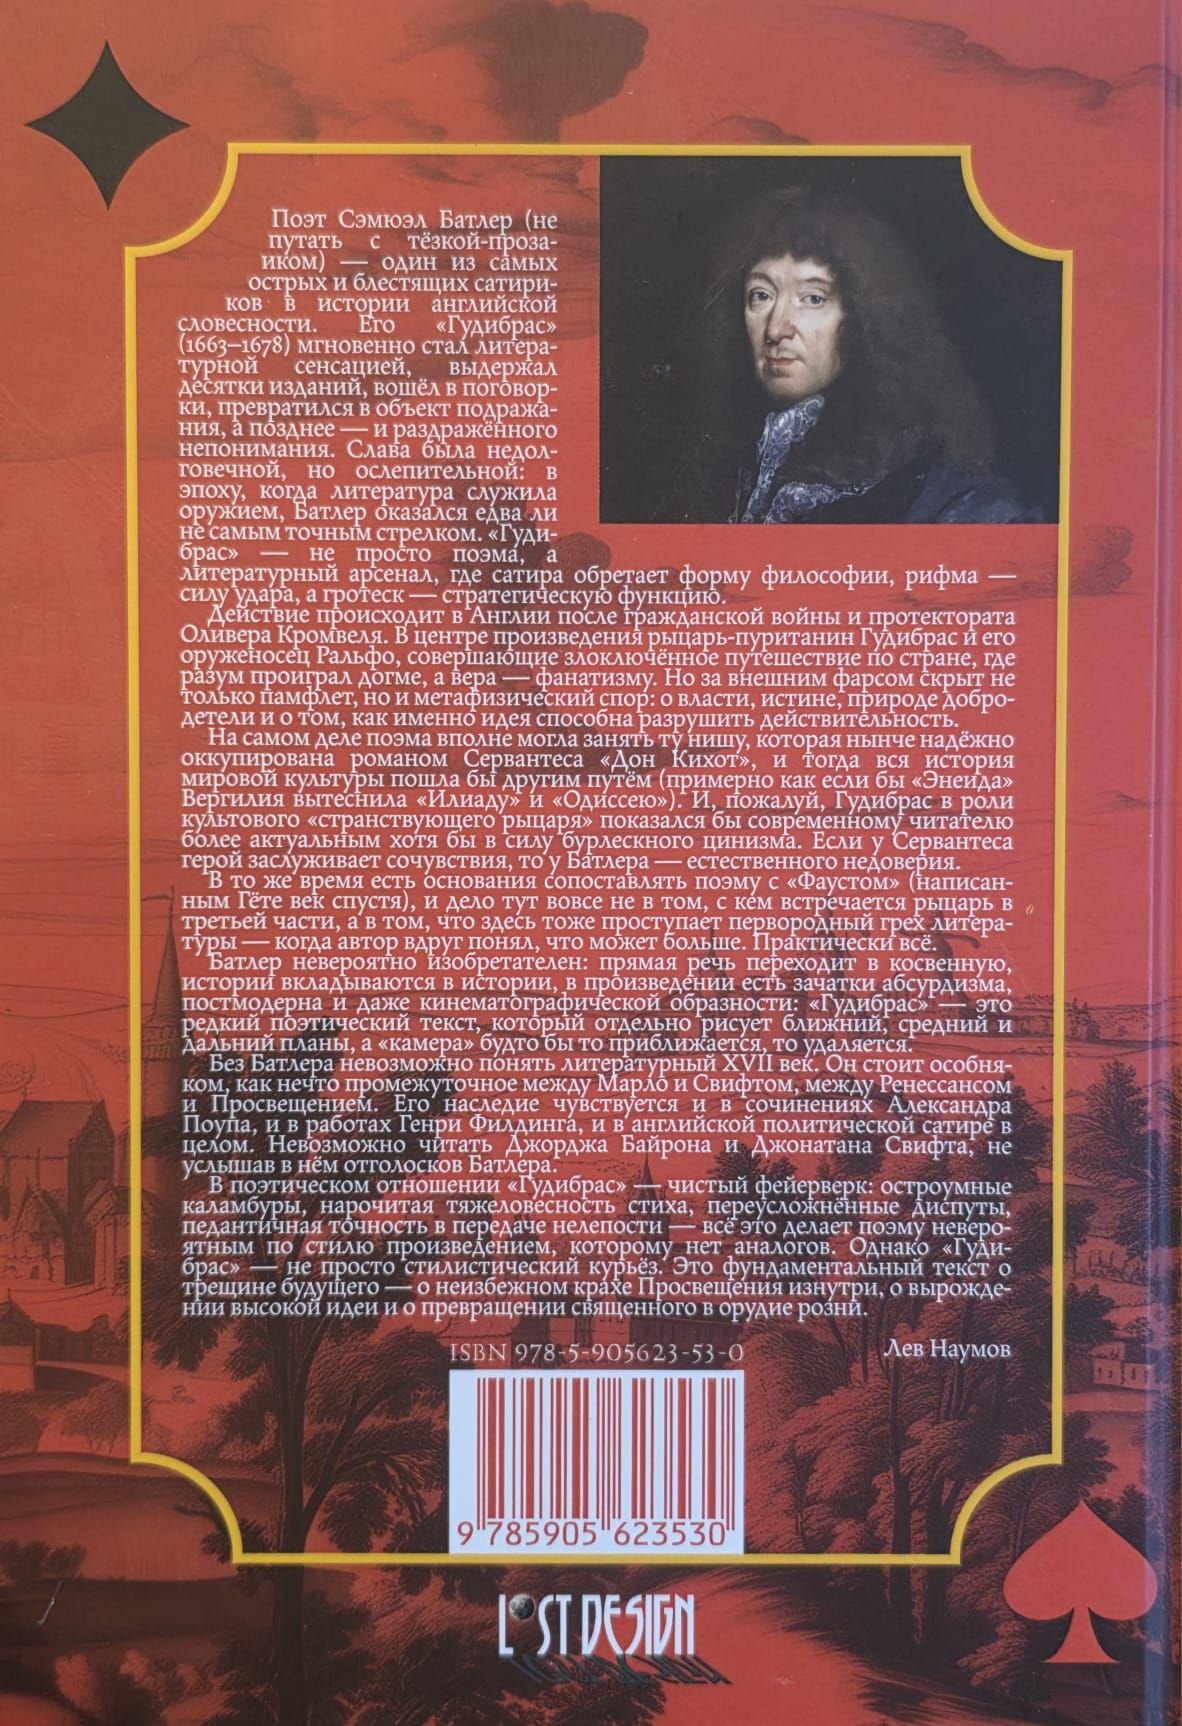 Поэт Сэмюэл Батлер (не
путать с тёзкой-проза-
иком) — один из самых
острых и блестящих сатири-
ков в истории английской
словесности. Его «Гудибрас»
(1663–1678) мгновенно стал литера-
турной сенсацией, выдержал
десятки изданий, вошёл в поговор-
ки, превратился в объект подража-
ния, а позднее — и раздражённого
непонимания. Слава была недол-
говечной, но ослепительной: в
эпоху, когда литература служила
оружием, Батлер оказался едва ли
не самым точным стрелком. «Гуди-
брас» — не просто поэма, а
литературный арсенал, где сатира обретает форму философии, рифма —
силу удара, а гротеск — стратегическую функцию.
Действие происходит в Англии после гражданской войны и протектората
Оливера Кромвеля. В центре произведения рыцарь-пуританин Гудибрас и его
оруженосец Ральфо, совершающие злоключённое путешествие по стране, где
разум проиграл догме, а вера — фанатизму. Но за внешним фарсом скрыт не
только памфлет, но и метафизический спор: о власти, истине, природе добро-
детели и о том, как именно идея способна разрушить действительность.
На самом деле поэма вполне могла занять ту нишу, которая нынче надёжно
оккупирована романом Сервантеса «Дон Кихот», и тогда вся история
мировой культуры пошла бы другим путём (примерно как если бы «Энеида»
Вергилия вытеснила «Илиаду» и «Одиссею»). И, пожалуй, Гудибрас в роли
культового «странствующего рыцаря» показался бы современному читателю
более актуальным хотя бы в силу бурлескного цинизма. Если у Сервантеса
герой заслуживает сочувствия, то у Батлера — естественного недоверия.
В то же время есть основания сопоставлять поэму с «Фаустом» (написан-
ным Гёте век спустя), и дело тут вовсе не в том, с кем встречается рыцарь в
третьей части, а в том, что здесь тоже проступает первородный грех литера-
туры — когда автор вдруг понял, что может больше. Практически всё.
Батлер невероятно изобретателен: прямая речь переходит в косвенную,
истории вкладываются в истории, в произведении есть зачатки абсурдизма,
постмодерна и даже кинематографической образности: «Гудибрас» — это
редкий поэтический текст, который отдельно рисует ближний, средний и
дальний планы, а «камера» будто бы то приближается, то удаляется.
Без Батлера невозможно понять литературный XVII век. Он стоит особня-
ком, как нечто промежуточное между Марло и Свифтом, между Ренессансом
и Просвещением. Его наследие чувствуется и в сочинениях Александра
Поупа, и в работах Генри Филдинга, и в английской политической сатире в
целом. Невозможно читать Джорджа Байрона и Джонатана Свифта, не
услышав в нём отголосков Батлера.
В поэтическом отношении «Гудибрас» — чистый фейерверк: остроумные
каламбуры, нарочитая тяжеловесность стиха, переусложнённые диспуты,
педантичная точность в передаче нелепости — всё это делает поэму неверо-
ятным по стилю произведением, которому нет аналогов. Однако «Гуди-
брас» — не просто стилистический курьёз. Это фундаментальный текст о
трещине будущего — о неизбежном крахе Просвещения изнутри, о вырожде-
нии высокой идеи и о превращении священного в орудие розни.
Лев Наумов
ISBN 978-5-905623-53-0
9 785905 623530
LOST DESIGN